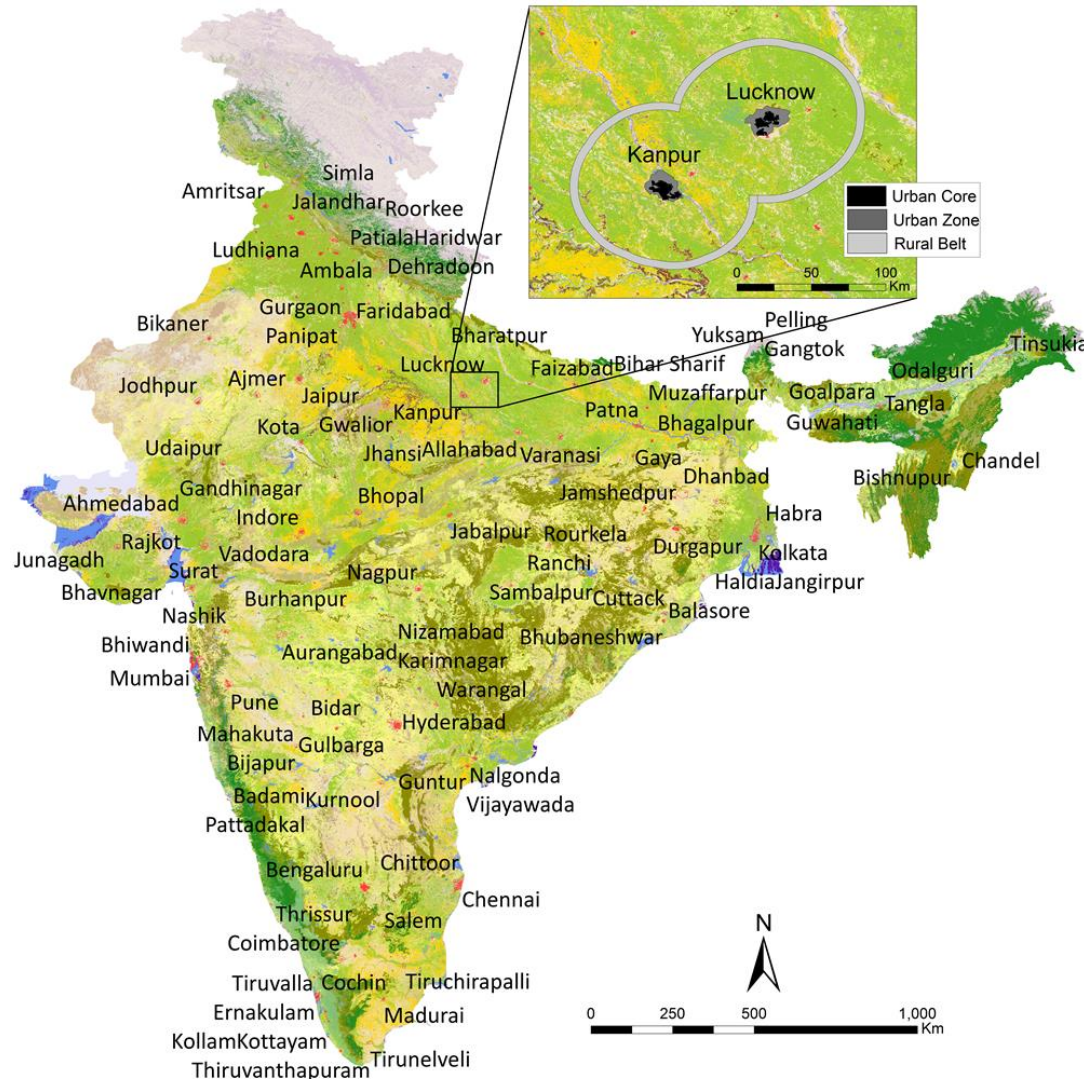 Lucknow
Kanpur
Urban Core
Urban Zone
Rural Belt
0 50 100
Km
Simla
Amritsar
Jalandhar
Roorkee
Patiala
Haridwar
Ludhiana
Ambala
Dehradoon
Gurgaon
Faridabad
Bikaner
Panipat
Bharatpur
Yuksam
Pelling
Gangtok
Tinsukia
Lucknow
Faizabad
Bihar Sharif
Odalguri
Jodhpur
Ajmer
Jaipur
Muzaffarpur
Goalpara
Tangla
Kanpur
Patna
Kota
Gwalior
Bhagalpur
Guwahati
Udaipur
Jhansi
Allahabad
Varanasi
Gaya
Chandel
Dhanbad
Bishnupur
Gandhinagar
Bhopal
Jamshedpur
Ahmedabad
Indore
Habra
Jabalpur
Rourkela
Rajkot
Durgapur
Junagadh
Vadodara
Kolkata
Surat
Nagpur
Ranchi
Haldia
Jangirpur
Bhavnagar
Burhanpur
Sambalpur
Cuttack
Balasore
Nashik
Nizamabad
Bhubaneshwar
Bhiwandi
Aurangabad
Karimnagar
Mumbai
Warangal
Pune
Bidar
Hyderabad
Mahakuta
Gulbarga
Bijapur
Guntur
Nalgonda
Badami
Kurnool
Vijayawada
Pattadakal
Bengaluru
Chittoor
Chennai
Thrissur
Salem
Coimbatore
N
Tiruvalla
Cochin
Tiruchirapalli
Ernakulam
Madurai
Kollam
Kottayam
Tirunelveli
Thiruvanthapuram
0 250 500 1,000
Km